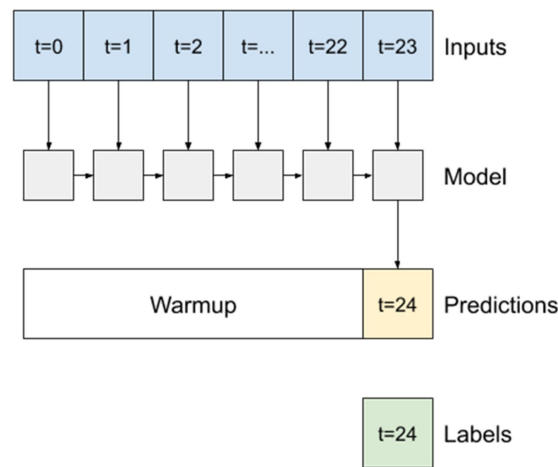 t=0 t=1 t=2 t=... t=22 t=23 Inputs
Model
Warmup t=24 Predictions
t=24 Labels